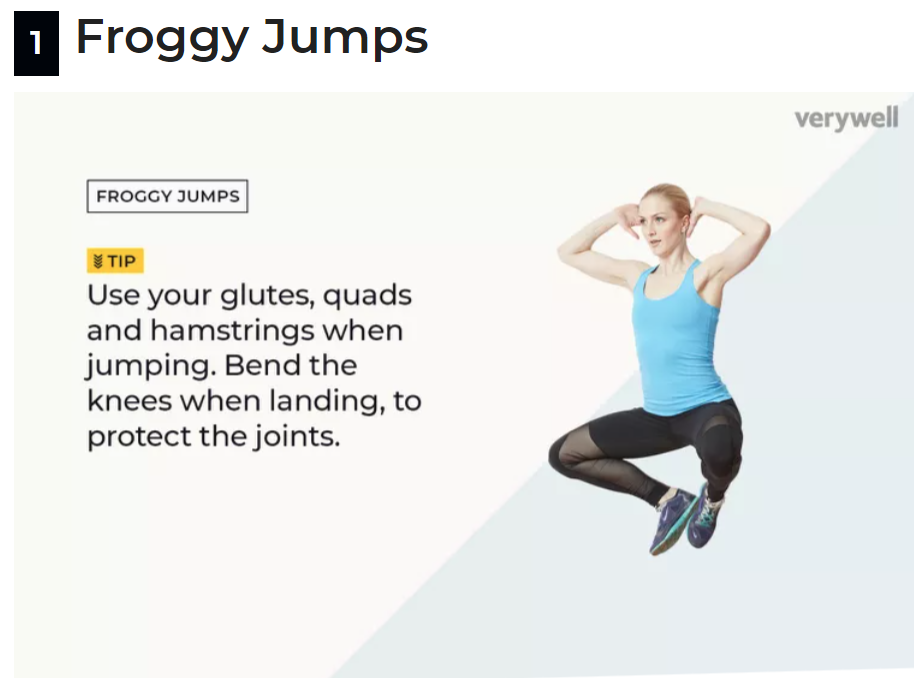 1 Froggy Jumps
verywell
FROGGY JUMPS
TIP
Use your glutes, quads
and hamstrings when
jumping. Bend the
knees when landing, to
protect the joints.